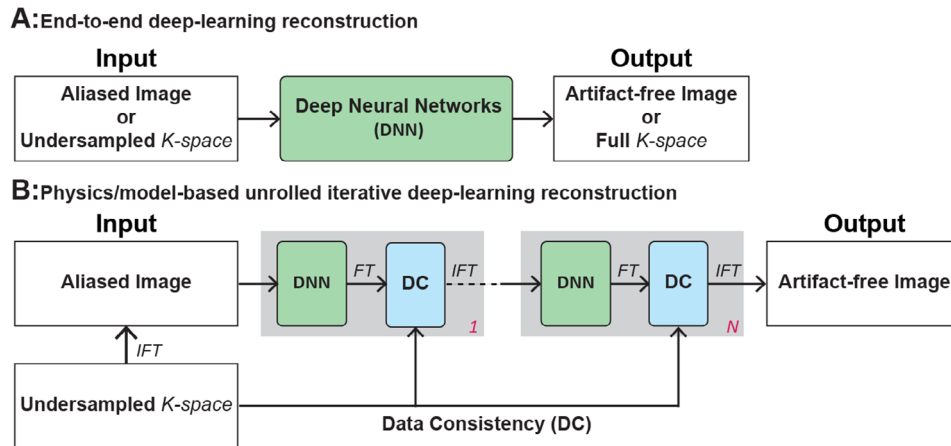 A:End-to-end deep-learning reconstruction
Input
Output
Aliased Image
or
Undersampled K-space
Deep Neural Networks
(DNN)
Artifact-free Image
or
Full K-space
B:Physics/model-based unrolled iterative deep-learning reconstruction
Input
Output
Aliased Image
DNN
FT
DC
IFT
1
DNN
FT
DC
IFT
N
Artifact-free Image
IFT
Undersampled K-space
Data Consistency (DC)